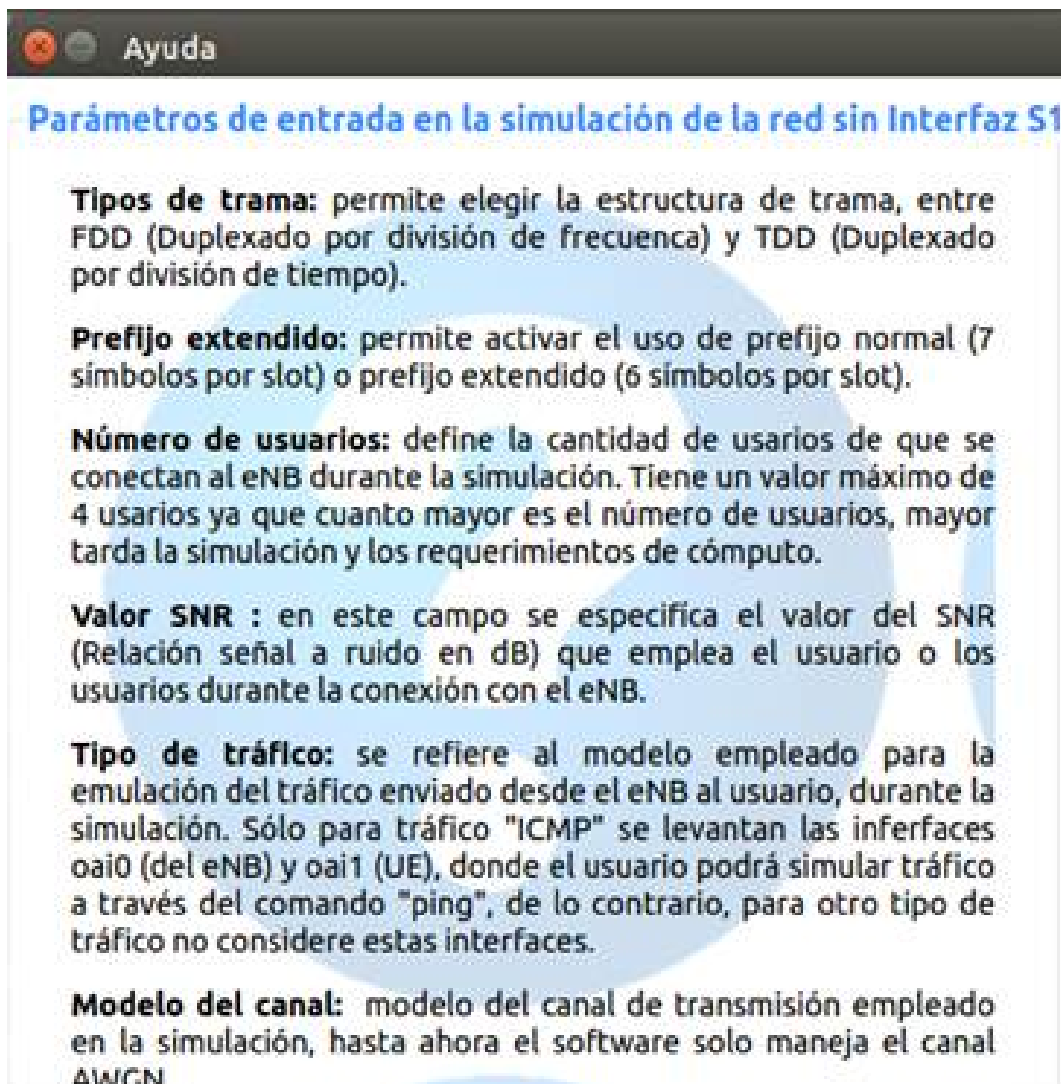 Ayuda
Parámetros de entrada en la simulación de la red sin Interfaz S1
Tipos de trama: permite elegir la estructura de trama, entre
FDD (Duplexado por división de frecuenca) y TDD (Duplexado
por división de tiempo).
Prefijo extendido: permite activar el uso de prefijo normal (7
símbolos por slot) o prefijo extendido (6 símbolos por slot).
Número de usuarios: define la cantidad de usarios de que se
conectan al eNB durante la simulación. Tiene un valor máximo de
4 usarios ya que cuanto mayor es el número de usuarios, mayor
tarda la simulación y los requerimientos de cómputo.
Valor SNR : en este campo se especifica el valor del SNR
(Relación señal a ruido en dB) que emplea el usuario o los
usuarios durante la conexión con el eNB.
Tipo de tráfico: se refiere al modelo empleado para la
emulación del tráfico enviado desde el eNB al usuario, durante la
simulación. Sólo para tráfico "ICMP" se levantan las inferfaces
oai0 (del eNB) y oai1 (UE), donde el usuario podrá simular tráfico
a través del comando "ping", de lo contrario, para otro tipo de
tráfico no considere estas interfaces.
Modelo del canal: modelo del canal de transmisión empleado
en la simulación, hasta ahora el software solo maneja el canal
AWGN